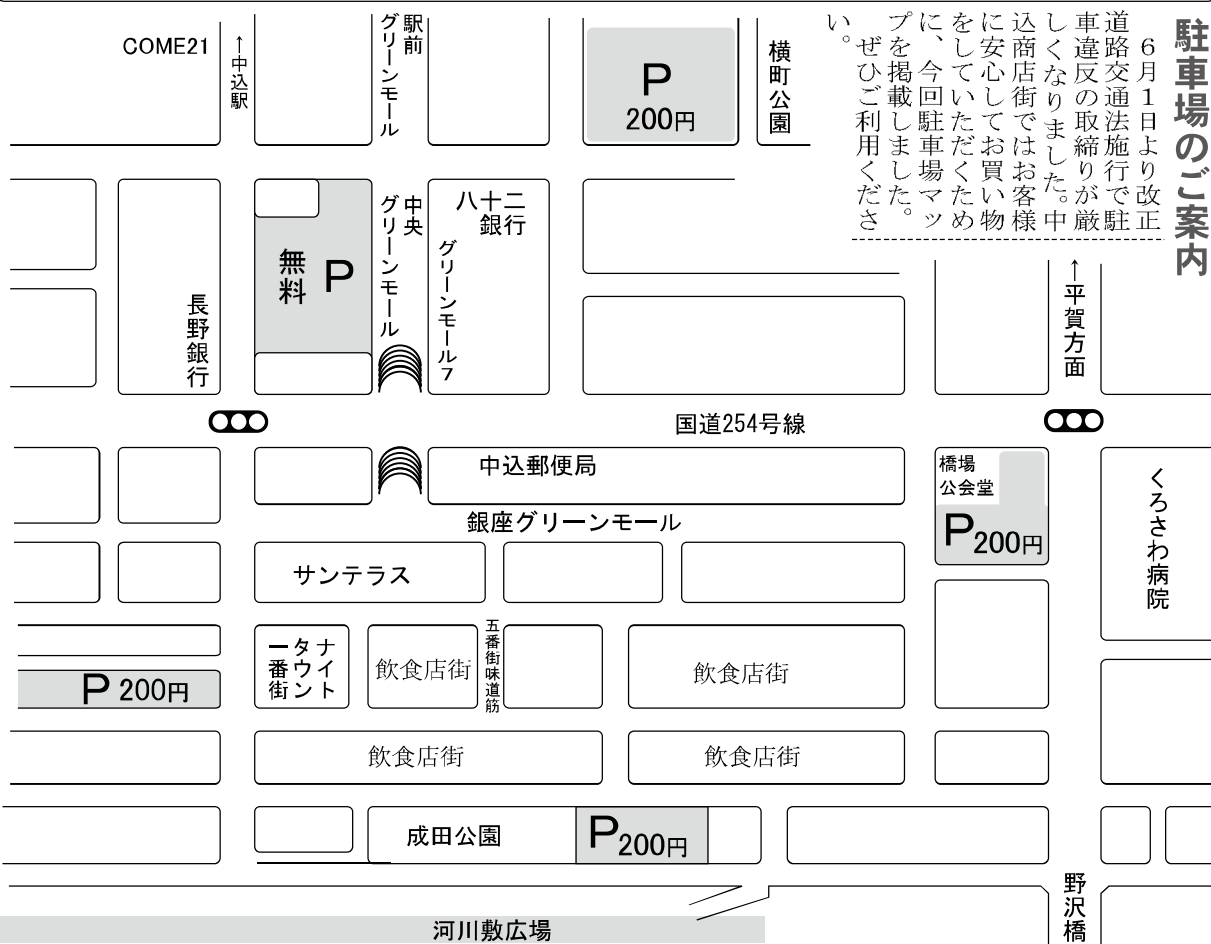 駐車場のご案内
６月１日より改正
道路交通法施行で駐
車違反の取締りが厳
しくなりました。中
込商店街ではお客様
に安心してお買い物
をしていただくため
に、今回駐車場マッ
プを掲載しました。
ぜひご利用くださ
い。
COME21
↑中込駅
駅前
グリーンモール
P
200円
横町公園
長野銀行
無料
P
中央
グリーンモール
八十二
銀行
グリーンモール7
↑平賀方面
国道254号線
中込郵便局
橋場
公会堂
P200円
くろさわ病院
銀座グリーンモール
サンテラス
P 200円
ナイト
タウン
一番街
飲食店街
五番街味道筋
飲食店街
飲食店街
飲食店街
成田公園
P200円
野沢橋
河川敷広場